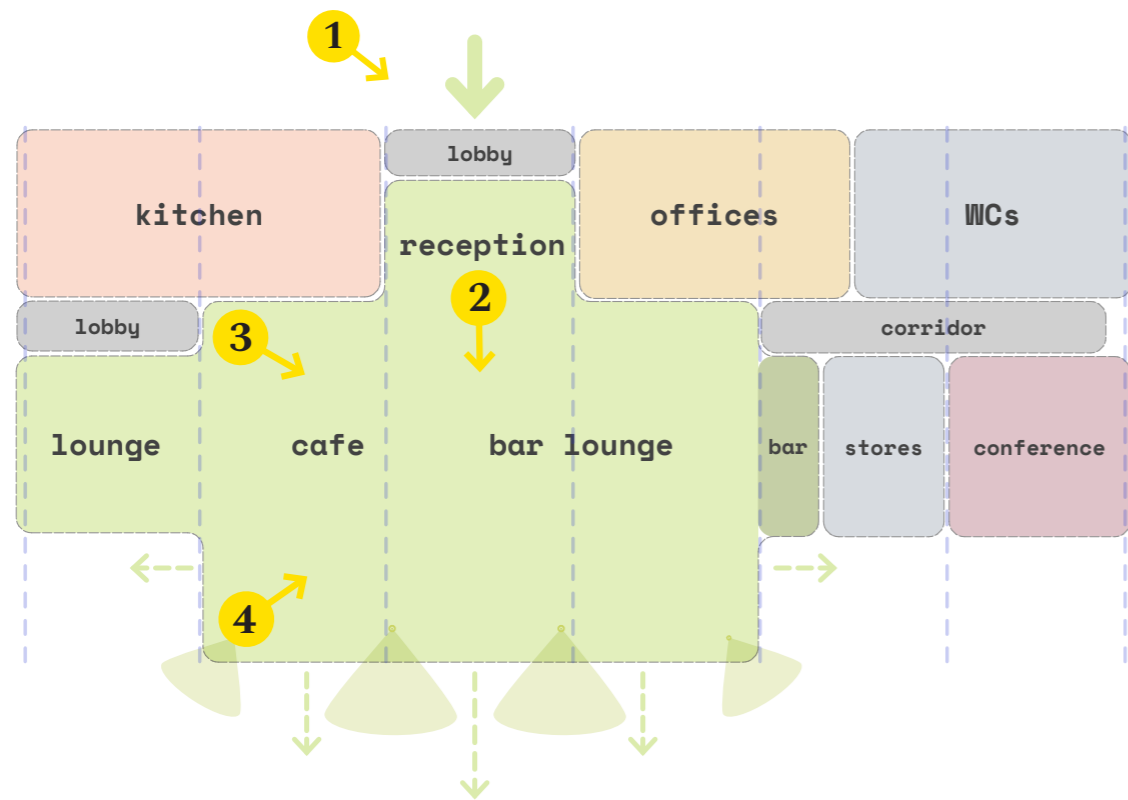 1
lobby
kitchen
offices
WCs
reception
2
lobby
3
corridor
lounge
cafe
bar lounge
bar
stores
conference
4